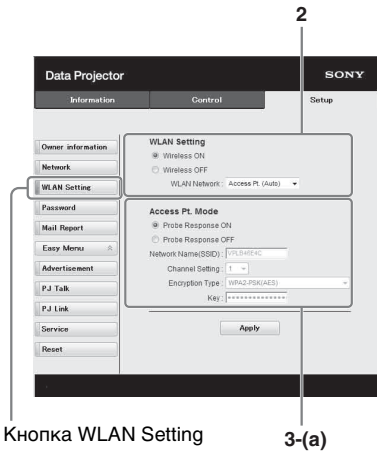 2
Data Projector
SONY
Information
Control
Setup
Owner information
Network
WLAN Setting
Password
Mail Report
Easy Menu
Advertisement
PJ Talk
PJ Link
Service
Reset
WLAN Setting
Wireless ON
Wireless OFF
WLAN Network: Access Pt. (Auto)
Access Pt. Mode
Probe Response ON
Probe Response OFF
Network Name(SSID): VPLB46E4C
Channel Setting: 1
Encryption Type: WPA2-PSK(AES)
Key: ••••••••••••••
Apply
Кнопка WLAN Setting
3-(a)